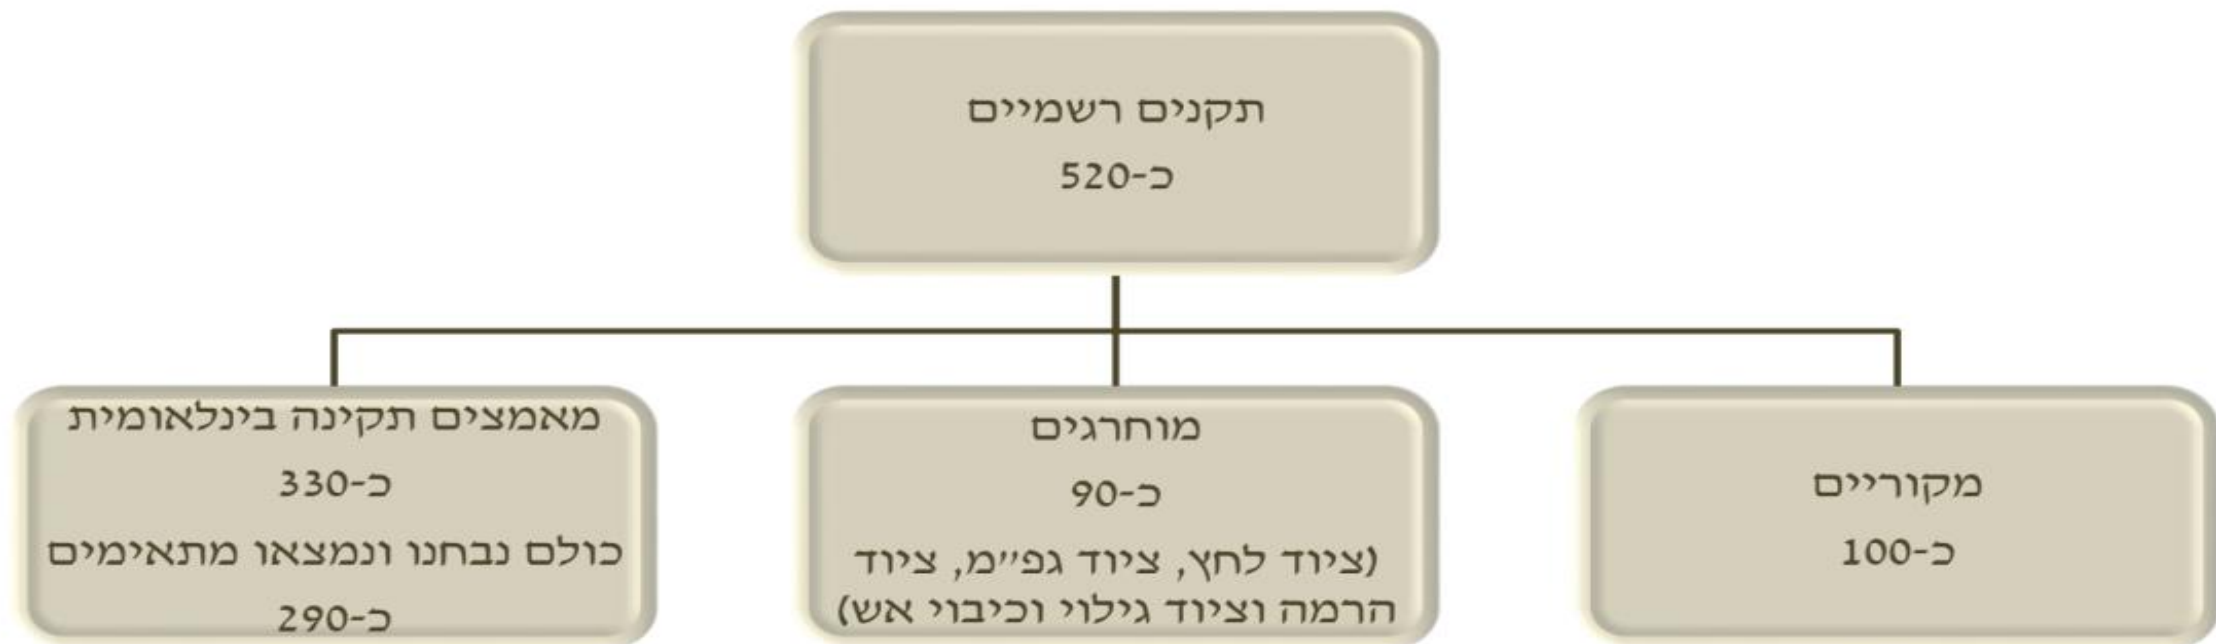 תקנים רשמיים
כ-520
מקוריים
כ-100
מוחרגים
כ-90
(ציוד לחץ, ציוד גפ״מ, ציוד
הרמה וציוד גילוי וכיבוי אש)
מאמצים תקינה בינלאומית
כ-330
כולם נבחנו ונמצאו מתאימים
כ-290